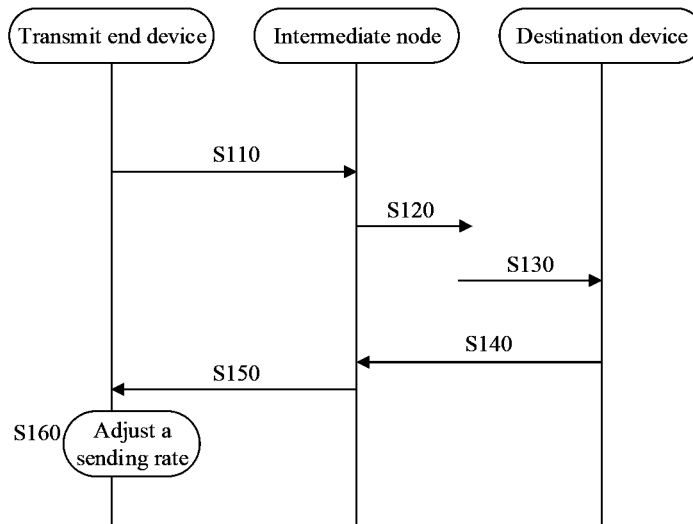 Transmit end device
Intermediate node
Destination device
S110
S120
S130
S140
S150
S160
Adjust a
sending rate